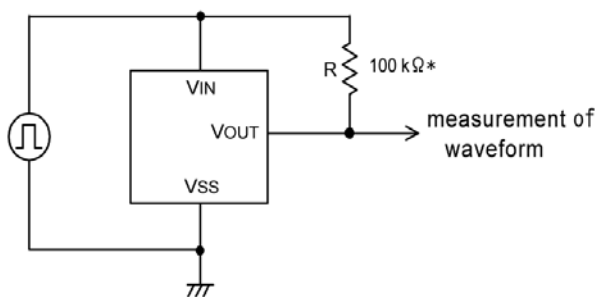 R 100 kΩ*
VIN
VOUT
measurement of
waveform
VSS